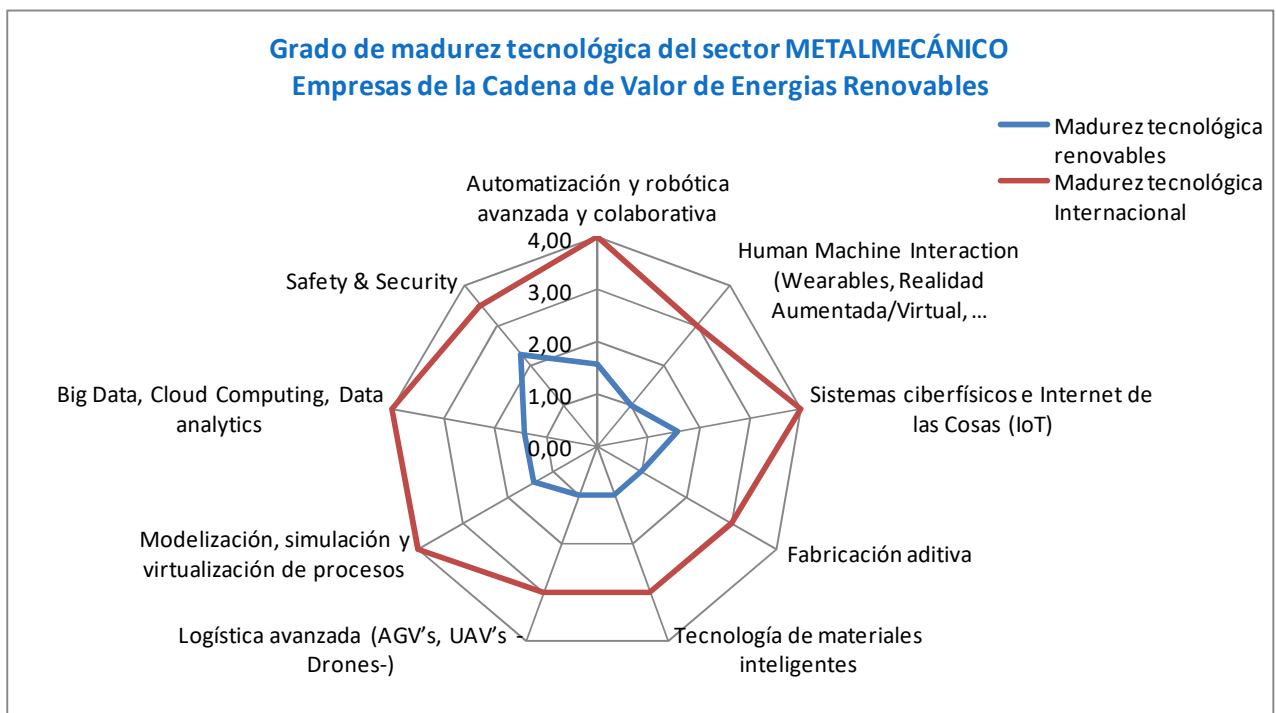 Grado de madurez tecnológica del sector METALMECÁNICO
Empresas de la Cadena de Valor de Energias Renovables
Madurez tecnológica
renovables
Madurez tecnológica
Internacional
Automatización y robótica
avanzada y colaborativa
4,00
3,00
2,00
1,00
0,00
Human Machine Interaction
(Wearables, Realidad
Aumentada/Virtual, ...
Sistemas ciberfísicos e Internet de
las Cosas (IoT)
Fabricación aditiva
Tecnología de materiales
inteligentes
Logística avanzada (AGV's, UAV's -
Drones-)
Modelización, simulación y
virtualización de procesos
Big Data, Cloud Computing, Data
analytics
Safety & Security